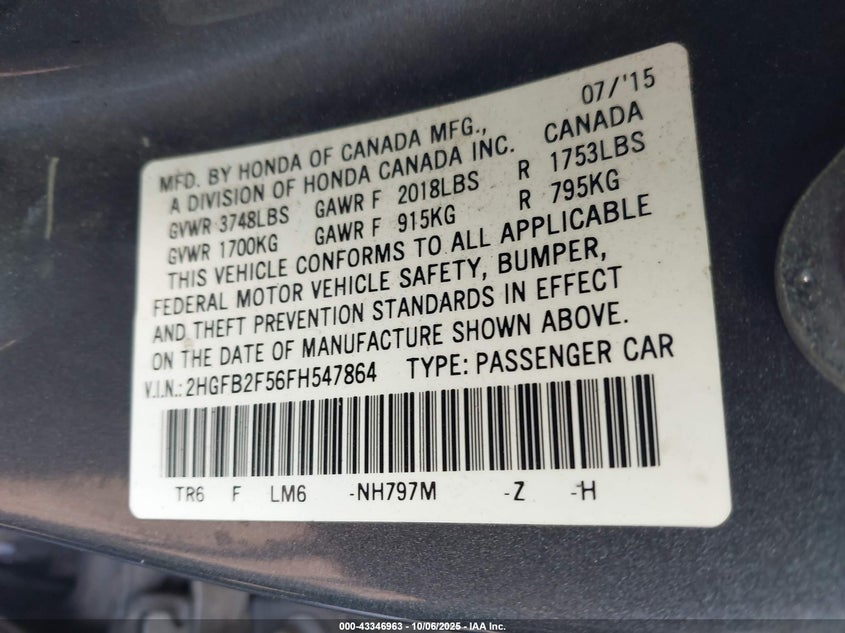 07/'15
MFD. BY HONDA OF CANADA MFG., CANADA
A DIVISION OF HONDA CANADA INC.
GVWR 3748LBS GAWR F 2018LBS R 1753LBS
GVWR 1700KG GAWR F 915KG R 795KG
THIS VEHICLE CONFORMS TO ALL APPLICABLE
FEDERAL MOTOR VEHICLE SAFETY, BUMPER,
AND THEFT PREVENTION STANDARDS IN EFFECT
ON THE DATE OF MANUFACTURE SHOWN ABOVE.
V.I.N.: 2HGFB2F56FH547864 TYPE: PASSENGER CAR
TR6 F LM6 -NH797M -Z -H
000-43346963 - 10/06/2025 - IAA Inc.